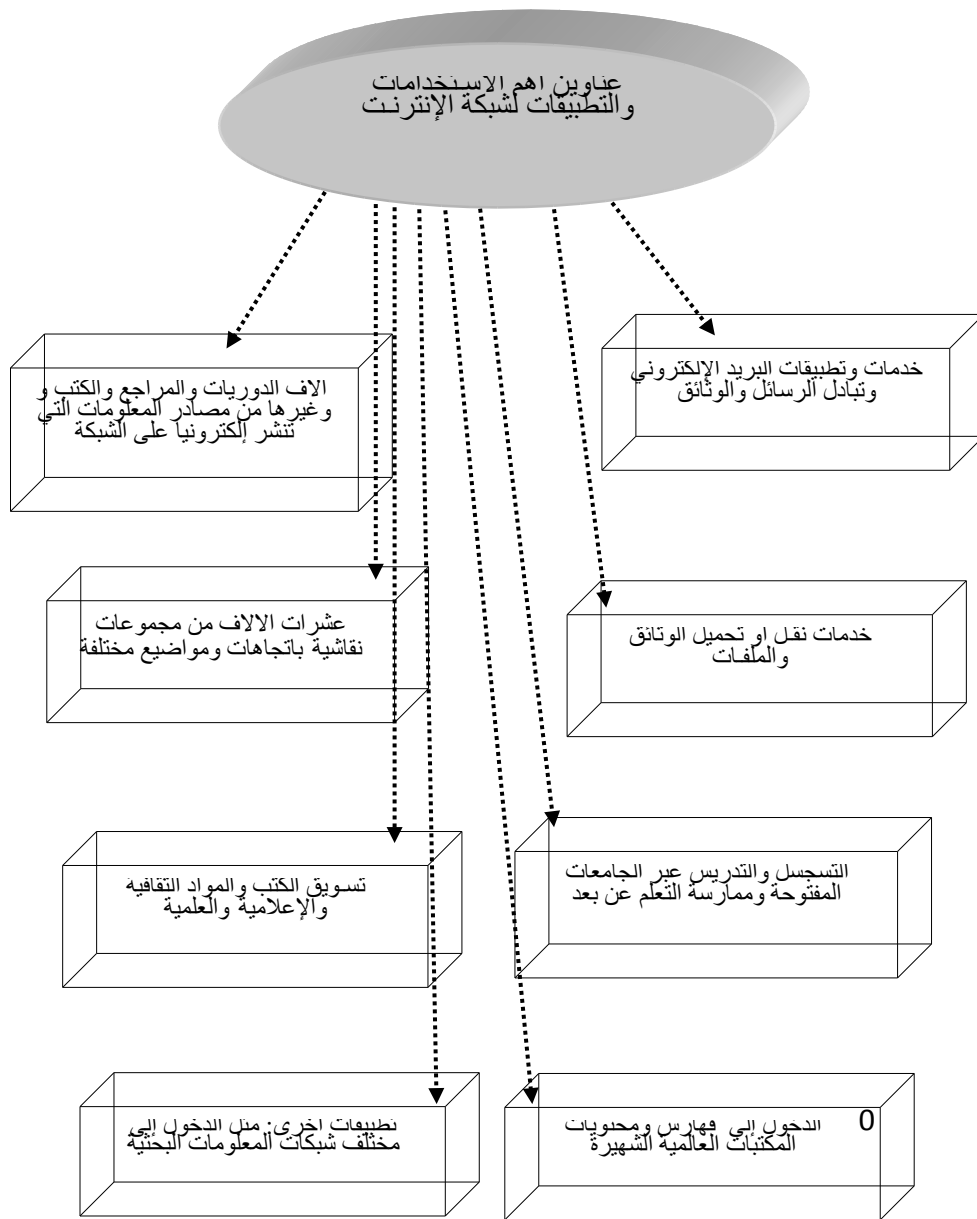 عناوين اهم الاستخدامات
والتطبيقات لشبكة الإنترنت
خدمات وتطبيقات البريد الإلكتروني
وتبادل الرسائل والوثائق
الاف الدوريات والمراجع والكتب و
وغيرها من مصادر المعلومات التي
تنشر إلكترونيا على الشبكة
خدمات نقل او تحميل الوثائق
والملفات
عشرات الالاف من مجموعات
نقاشية باتجاهات ومواضيع مختلفة
التسجسل والتدريس عبر الجامعات
المفتوحة وممارسة التعلم عن بعد
تسويق الكتب والمواد الثقافية
والإعلامية والعلمية
0 الدخول إلى فهارس ومحتويات
المكتبات العالمية الشهيرة
تطبيقات اخرى: مثل الدخول إلى
مختلف شبكات المعلومات البحثية